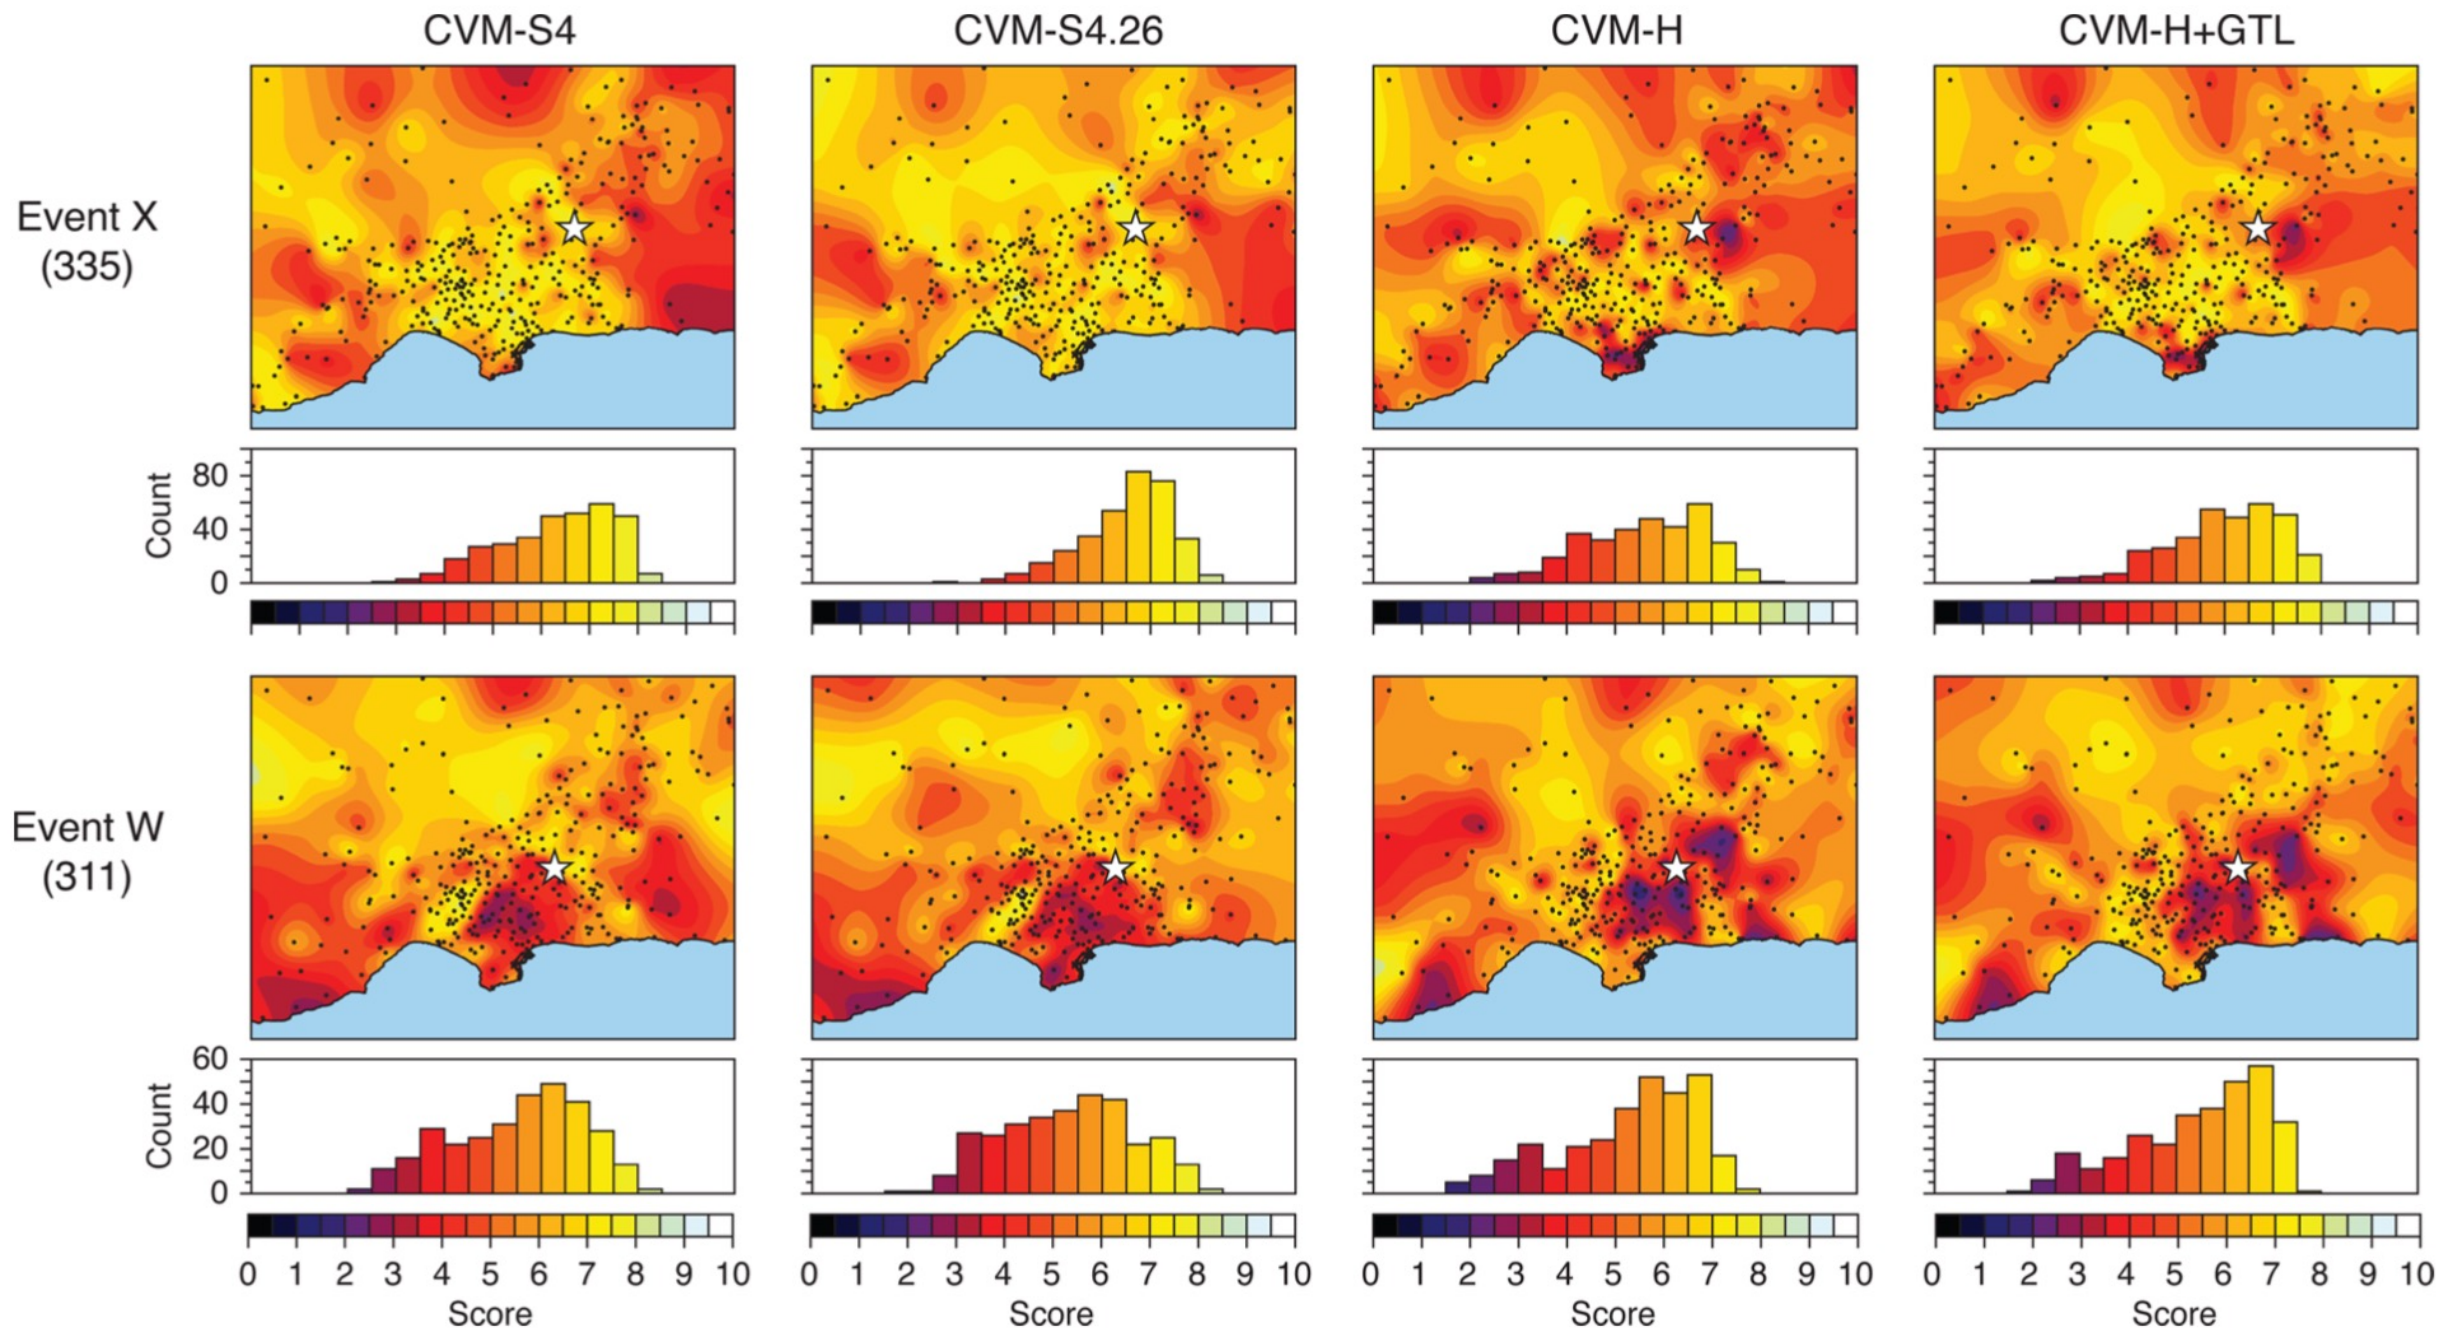 CVM-S4 CVM-S4.26 CVM-H CVM-H+GTL
Event X
(335)
Count
80
40
0
Event W
(311)
Count
60
40
20
0
0 1 2 3 4 5 6 7 8 9 10 0 1 2 3 4 5 6 7 8 9 10 0 1 2 3 4 5 6 7 8 9 10 0 1 2 3 4 5 6 7 8 9 10
Score Score Score Score